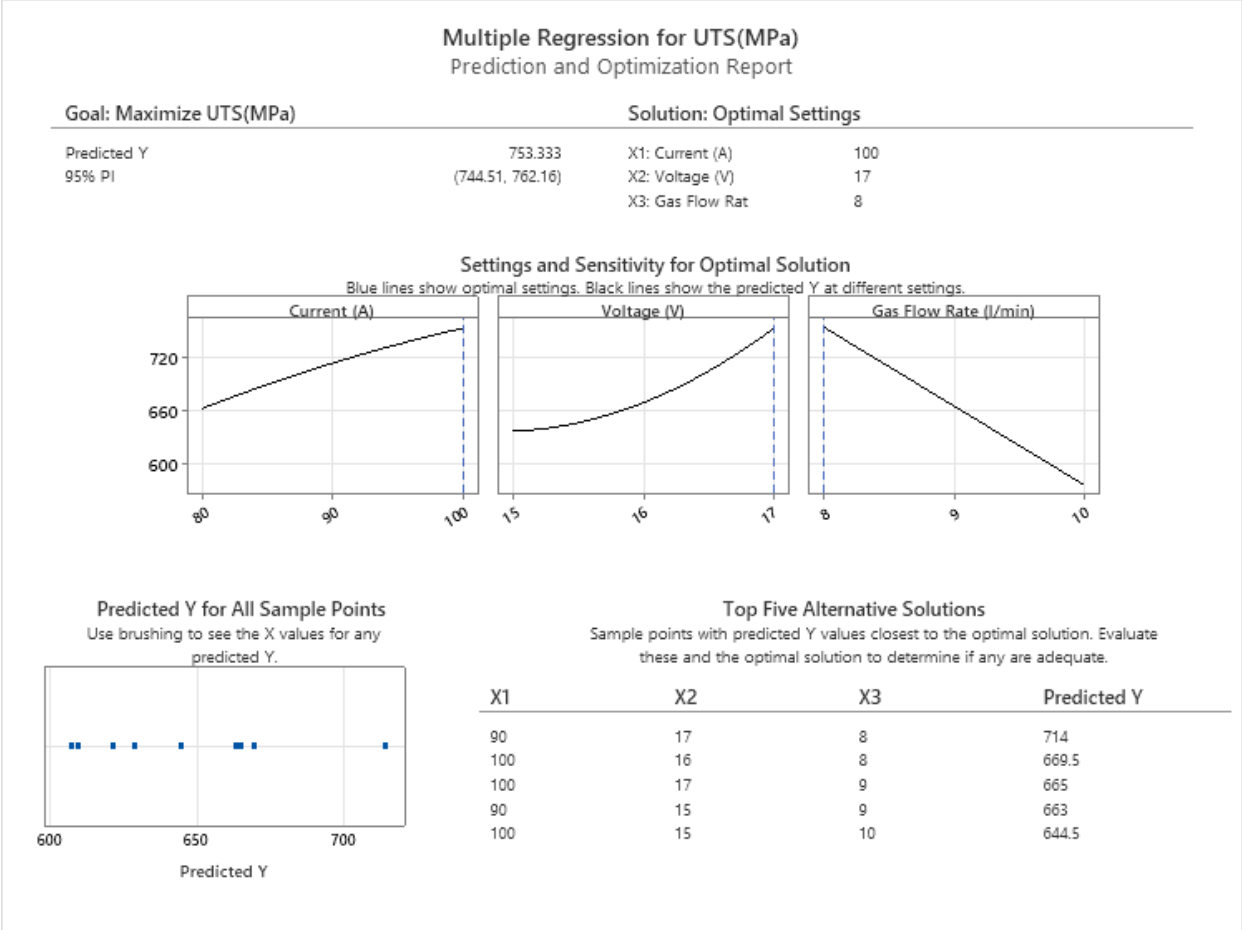 Multiple Regression for UTS(MPa)
Prediction and Optimization Report
Goal: Maximize UTS(MPa)
Solution: Optimal Settings
Predicted Y 753.333
95% PI (744.51, 762.16)
X1: Current (A) 100
X2: Voltage (V) 17
X3: Gas Flow Rat 8
Settings and Sensitivity for Optimal Solution
Blue lines show optimal settings. Black lines show the predicted Y at different settings.
Current (A) Voltage (V) Gas Flow Rate (l/min)
720
660
600
80 90 100 15 16 17 8 9 10
Predicted Y for All Sample Points
Use brushing to see the X values for any
predicted Y.
600 650 700
Predicted Y
Top Five Alternative Solutions
Sample points with predicted Y values closest to the optimal solution. Evaluate
these and the optimal solution to determine if any are adequate.
X1 X2 X3 Predicted Y
90 17 8 714
100 16 8 669.5
100 17 9 665
90 15 9 663
100 15 10 644.5